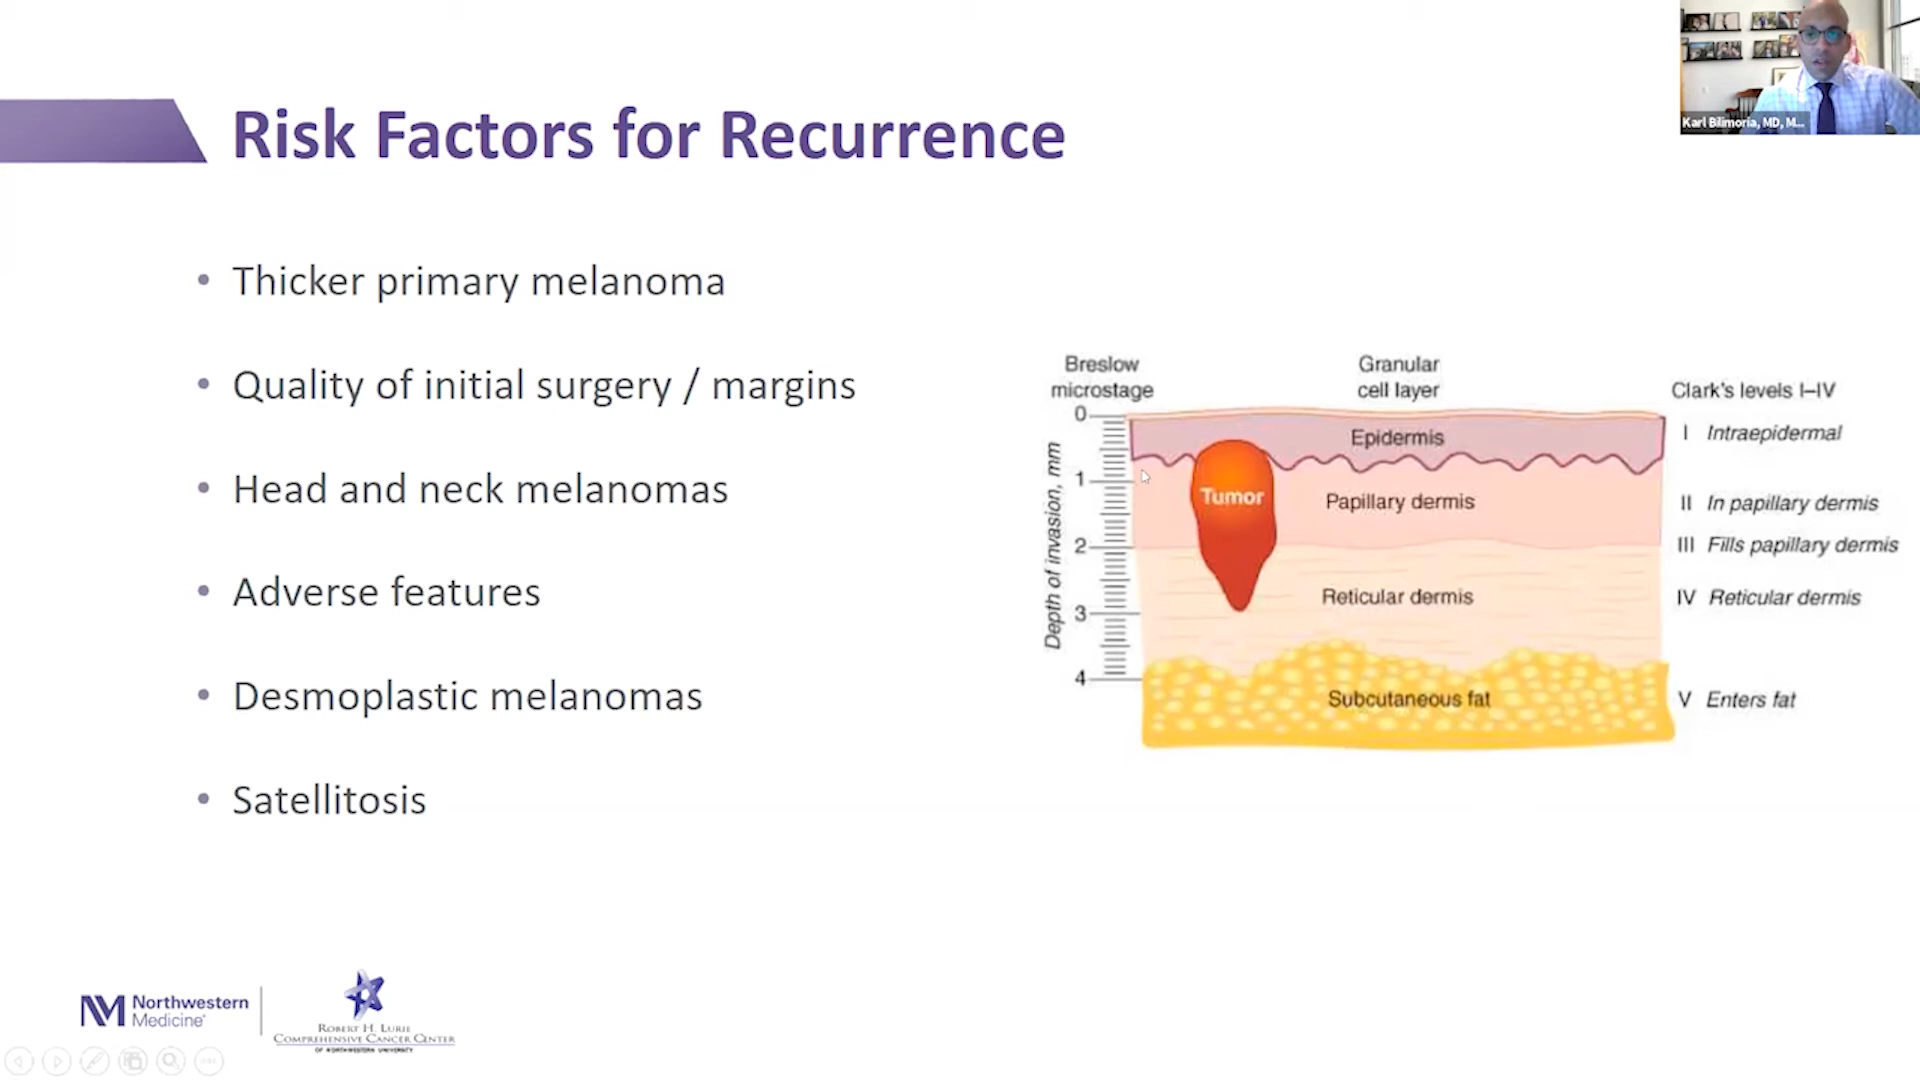 Karl Bilimoria, MD, M...
Risk Factors for Recurrence
• Thicker primary melanoma
• Quality of initial surgery / margins
• Head and neck melanomas
• Adverse features
• Desmoplastic melanomas
• Satellitosis
Breslow
microstage
Granular
cell layer
Clark's levels I–IV
Depth of invasion, mm
0
1
2
3
4
Epidermis
Tumor
Papillary dermis
Reticular dermis
Subcutaneous fat
I Intraepidermal
II In papillary dermis
III Fills papillary dermis
IV Reticular dermis
V Enters fat
NM Northwestern
Medicine®
Robert H. Lurie
Comprehensive Cancer Center
of Northwestern University